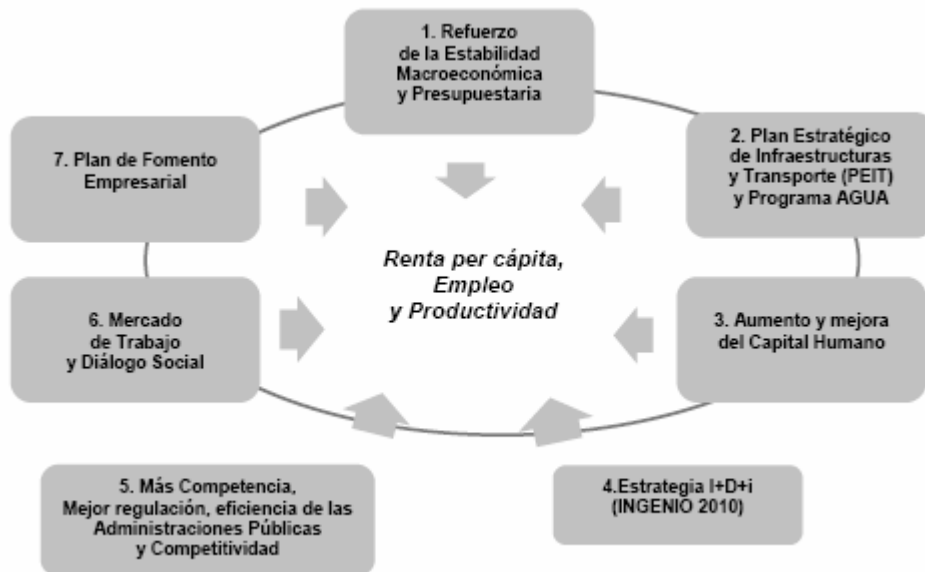 1. Refuerzo
de la Estabilidad
Macroeconómica
y Presupuestaria
2. Plan Estratégico
de Infraestructuras
y Transporte (PEIT)
y Programa AGUA
3. Aumento y mejora
del Capital Humano
4.Estrategia I+D+i
(INGENIO 2010)
5. Más Competencia,
Mejor regulación, eficiencia de las
Administraciones Públicas
y Competitividad
6. Mercado
de Trabajo
y Diálogo Social
7. Plan de Fomento
Empresarial
Renta per cápita,
Empleo
y Productividad